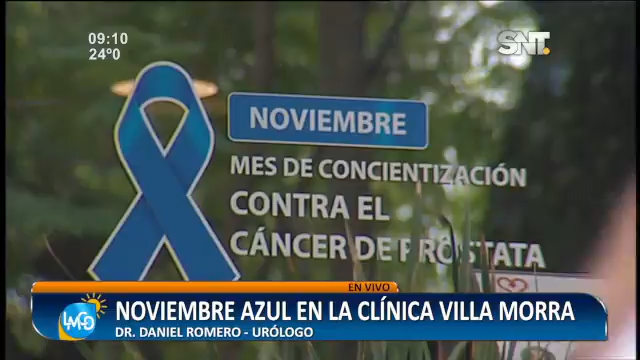 09:10
24°0
SNT.
NOVIEMBRE
MES DE CONCIENTIZACIÓN
CONTRA EL
CÁNCER DE PRÓSTATA
EN VIVO
NOVIEMBRE AZUL EN LA CLÍNICA VILLA MORRA
DR. DANIEL ROMERO - URÓLOGO